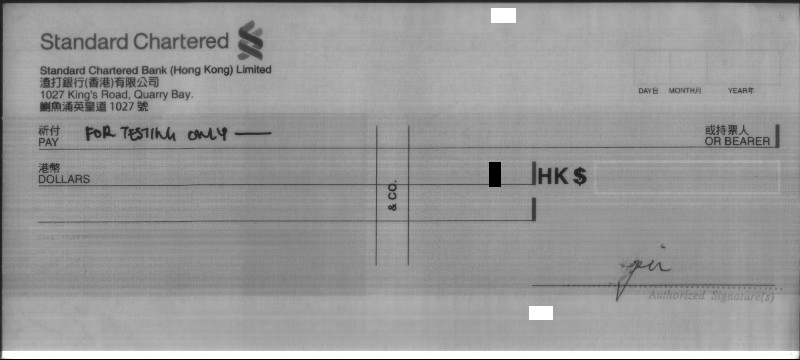 Standard Chartered
Standard Chartered Bank (Hong Kong) Limited
渣打銀行(香港)有限公司
1027 King's Road, Quarry Bay.
鰂魚涌英皇道 1027 號
DAY日 MONTH月 YEAR年
祈付
PAY
FOR TESTING ONLY
或持票人
OR BEARER
港幣
DOLLARS
HK $
& CO.
Authorized Signature(s)